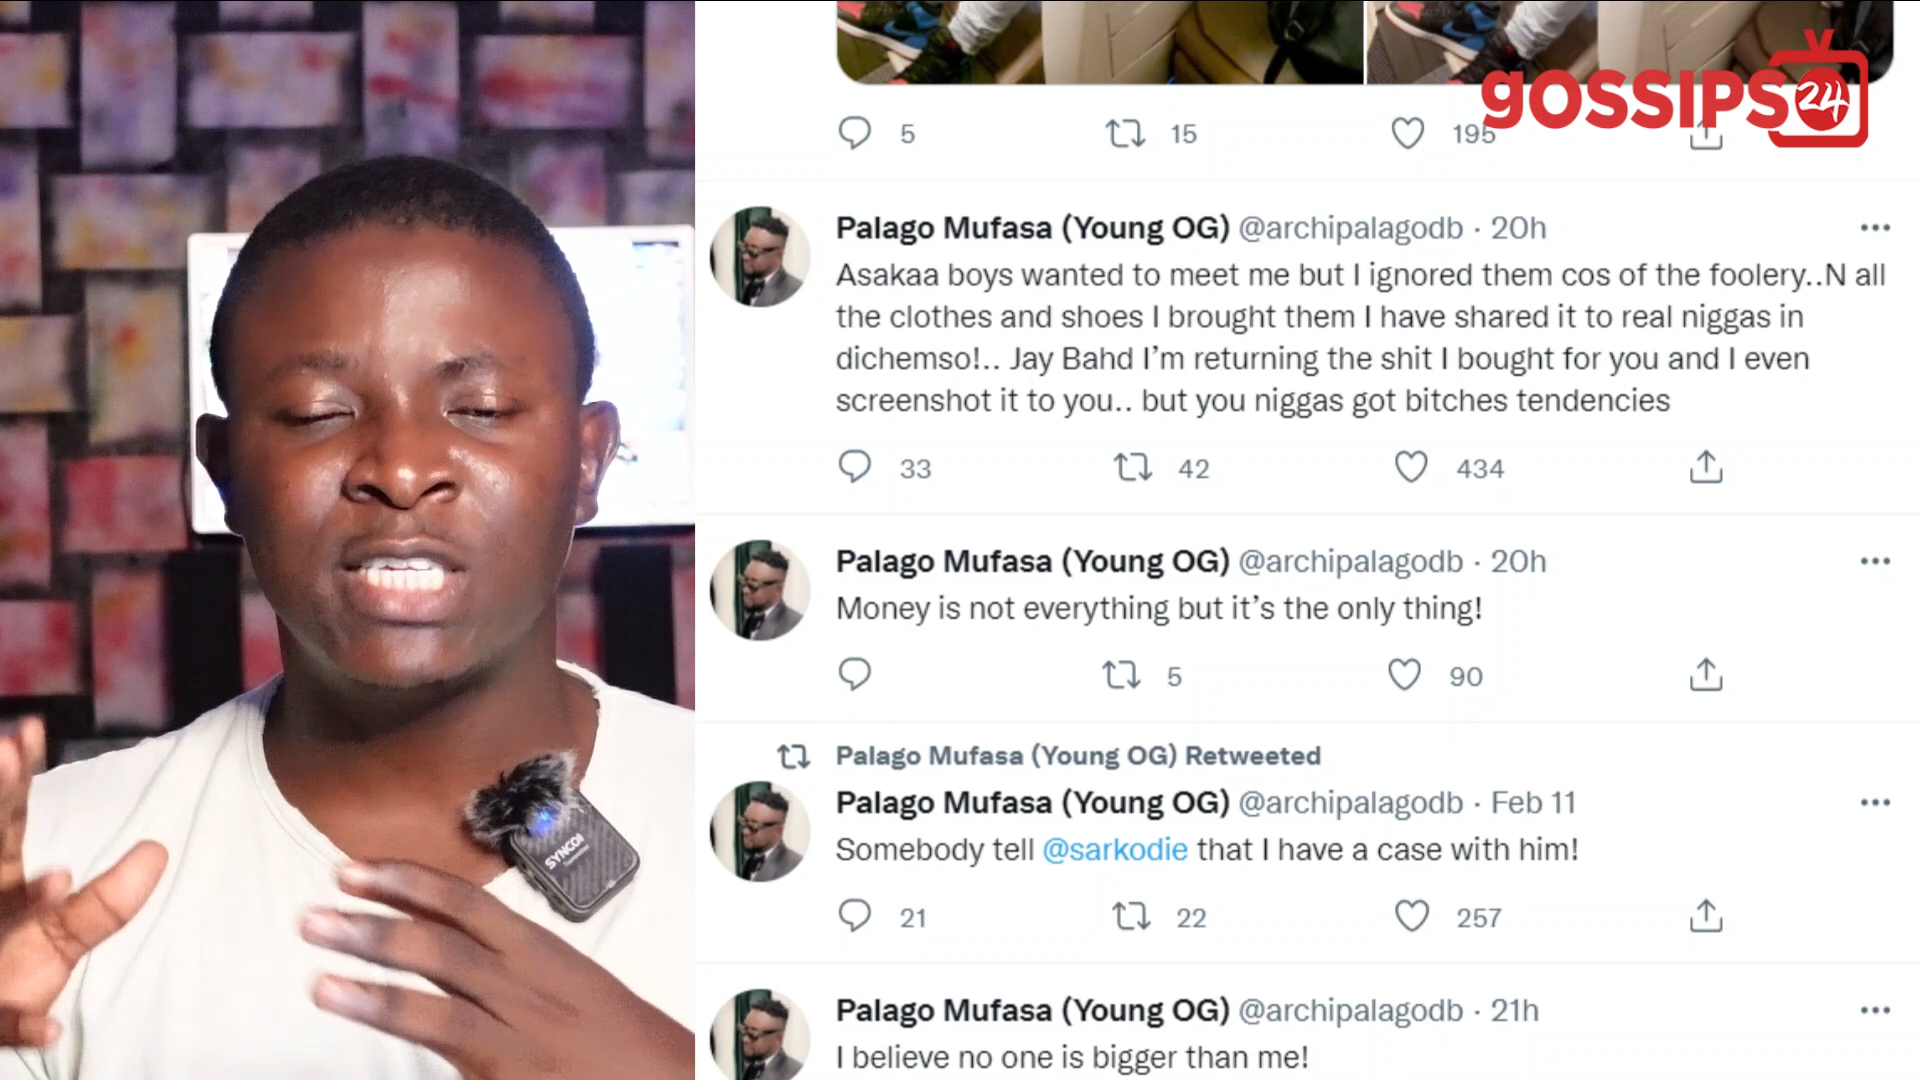 gOSSIPS 24
5 15 195
Palago Mufasa (Young OG) @archipalagodb · 20h
Asakaa boys wanted to meet me but I ignored them cos of the foolery..N all
the clothes and shoes I brought them I have shared it to real niggas in
dichemso!.. Jay Bahd I’m returning the shit I bought for you and I even
screenshot it to you.. but you niggas got bitches tendencies
33 42 434
Palago Mufasa (Young OG) @archipalagodb · 20h
Money is not everything but it’s the only thing!
5 90
Palago Mufasa (Young OG) Retweeted
Palago Mufasa (Young OG) @archipalagodb · Feb 11
Somebody tell @sarkodie that I have a case with him!
21 22 257
Palago Mufasa (Young OG) @archipalagodb · 21h
I believe no one is bigger than me!
SYNCO